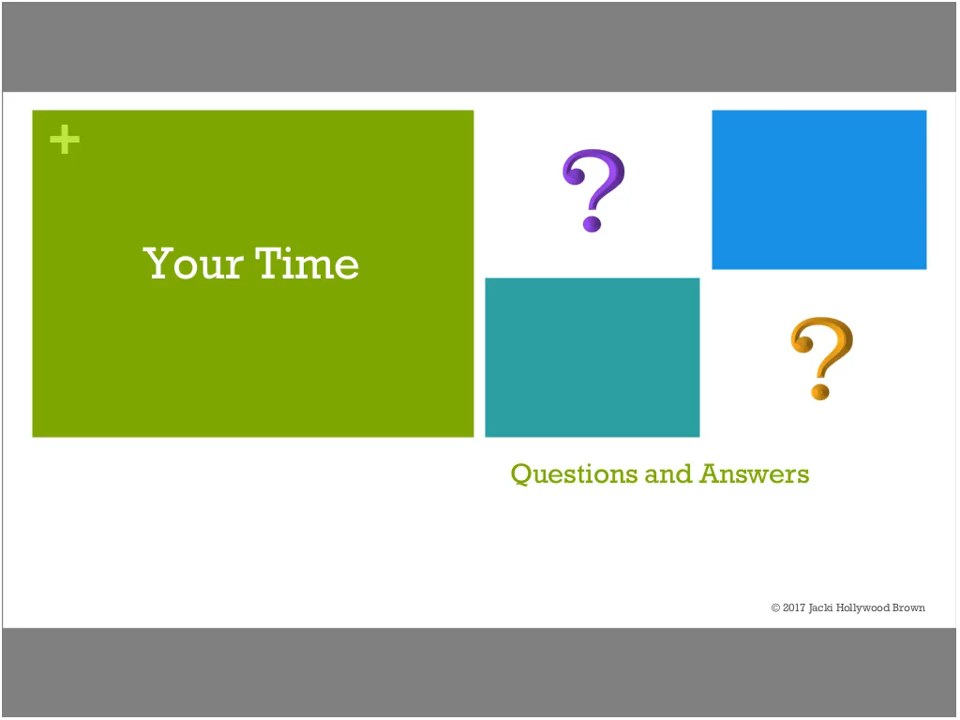 +
Your Time
?
?
Questions and Answers
© 2017 Jacki Hollywood Brown